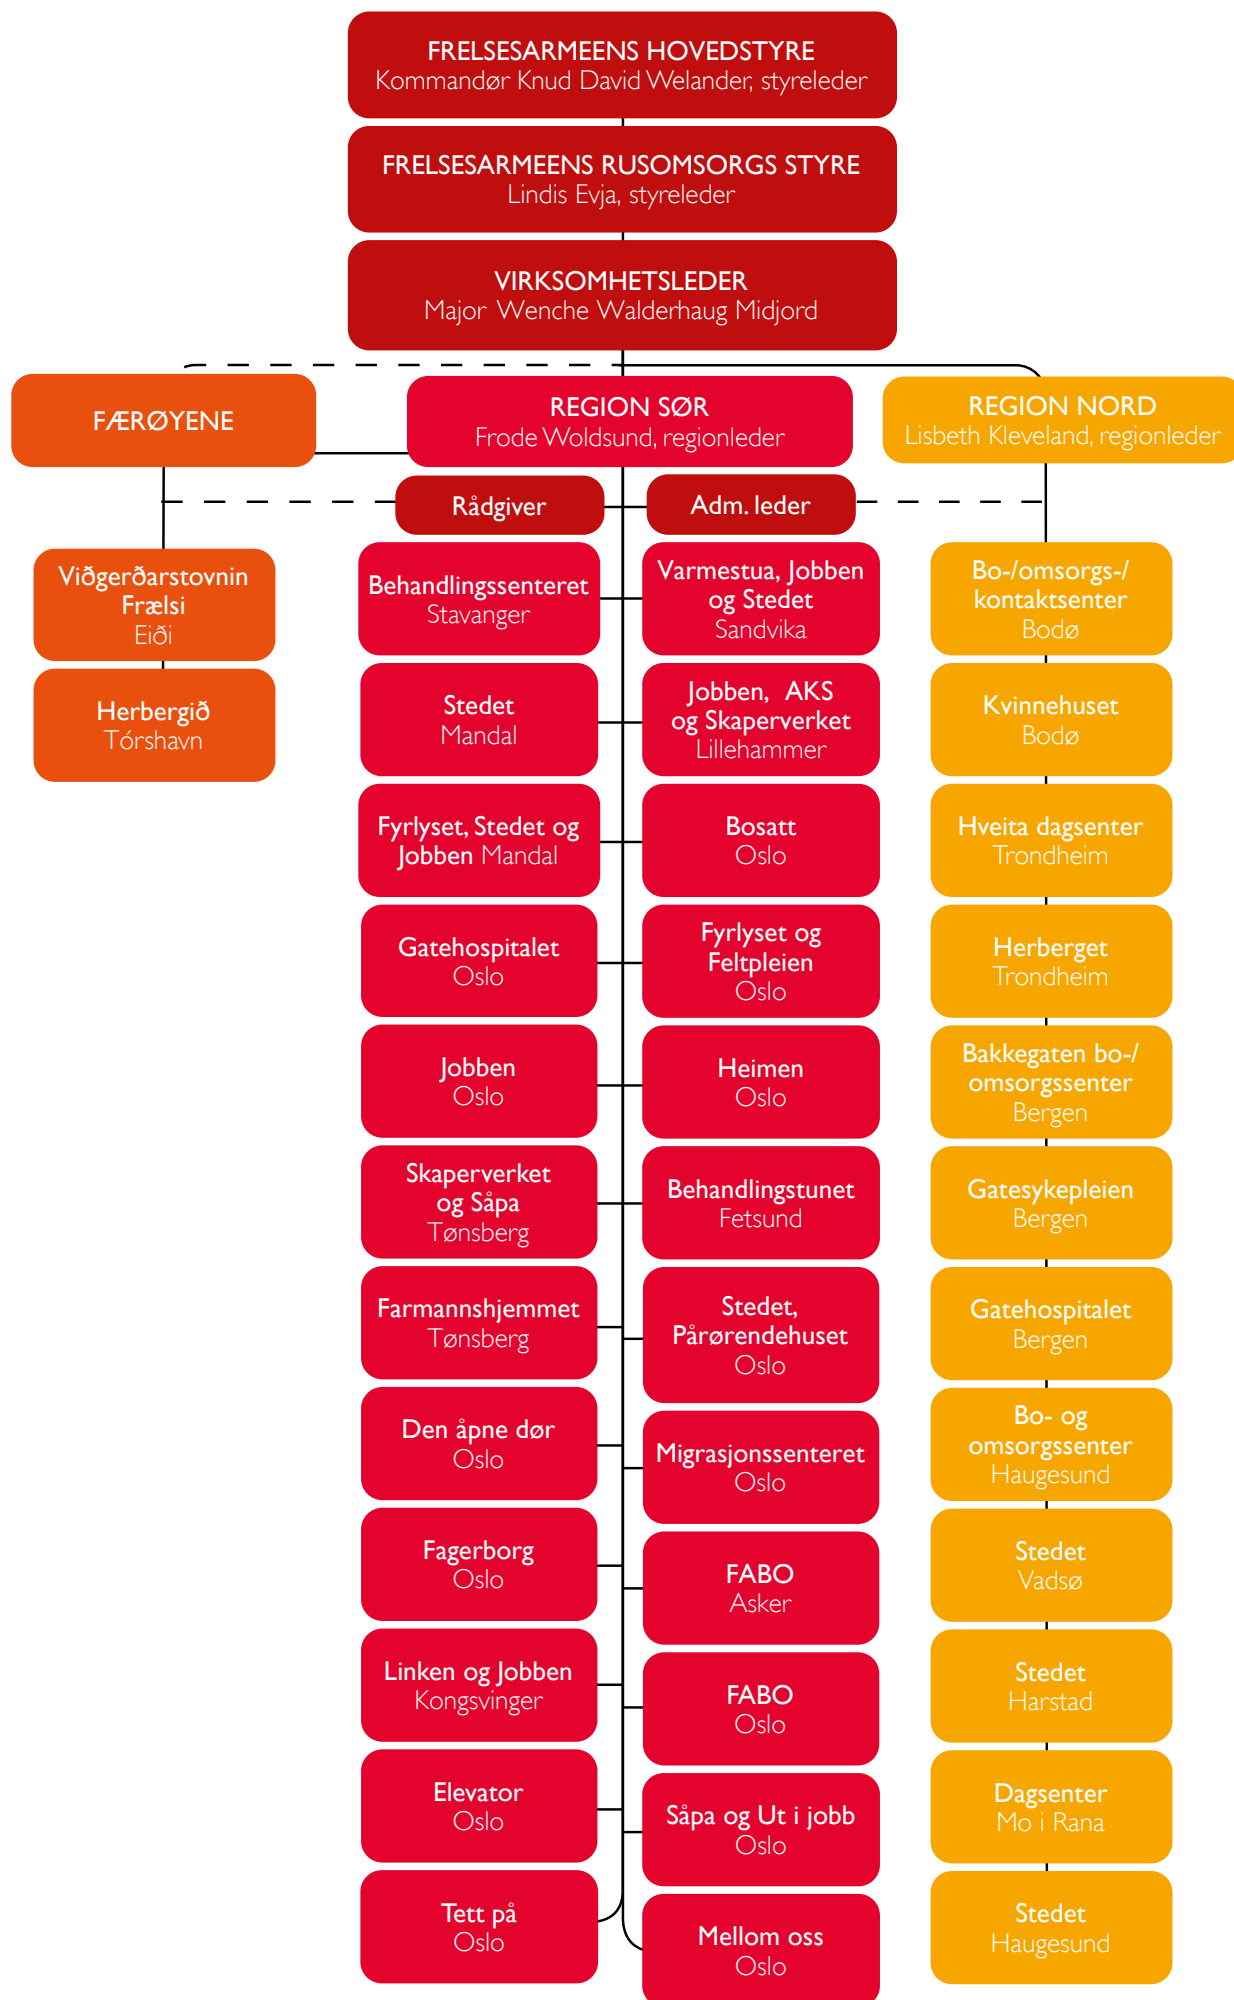 FRELSESARMEENS HOVEDSTYRE
Kommandør Knud David Welander, styreleder
FRELSESARMEENS RUSOMSORGS STYRE
Lindis Evja, styreleder
VIRKSOMHETSLEDER
Major Wenche Walderhaug Midjord
FÆRØYENE
REGION SØR
Frode Woldsund, regionleder
REGION NORD
Lisbeth Kleveland, regionleder
Rådgiver
Adm. leder
Viðgerðarstovnin
Frælsi
Eiði
Herbergið
Tórshavn
Behandlingssenteret
Stavanger
Stedet
Mandal
Fyrlyset, Stedet og
Jobben Mandal
Gatehospitalet
Oslo
Jobben
Oslo
Skaperverket
og Såpa
Tønsberg
Farmannshjemmet
Tønsberg
Den åpne dør
Oslo
Fagerborg
Oslo
Linken og Jobben
Kongsvinger
Elevator
Oslo
Tett på
Oslo
Varmestua, Jobben
og Stedet
Sandvika
Jobben, AKS
og Skaperverket
Lillehammer
Bosatt
Oslo
Fyrlyset og
Feltpleien
Oslo
Heimen
Oslo
Behandlingstunet
Fetsund
Stedet,
Pårørendehuset
Oslo
Migrasjonssenteret
Oslo
FABO
Asker
FABO
Oslo
Såpa og Ut i jobb
Oslo
Mellom oss
Oslo
Bo-/omsorgs-/
kontaktsenter
Bodø
Kvinnehuset
Bodø
Hveita dagsenter
Trondheim
Herberget
Trondheim
Bakkegaten bo-/
omsorgssenter
Bergen
Gatesykepleien
Bergen
Gatehospitalet
Bergen
Bo- og
omsorgssenter
Haugesund
Stedet
Vadsø
Stedet
Harstad
Dagsenter
Mo i Rana
Stedet
Haugesund